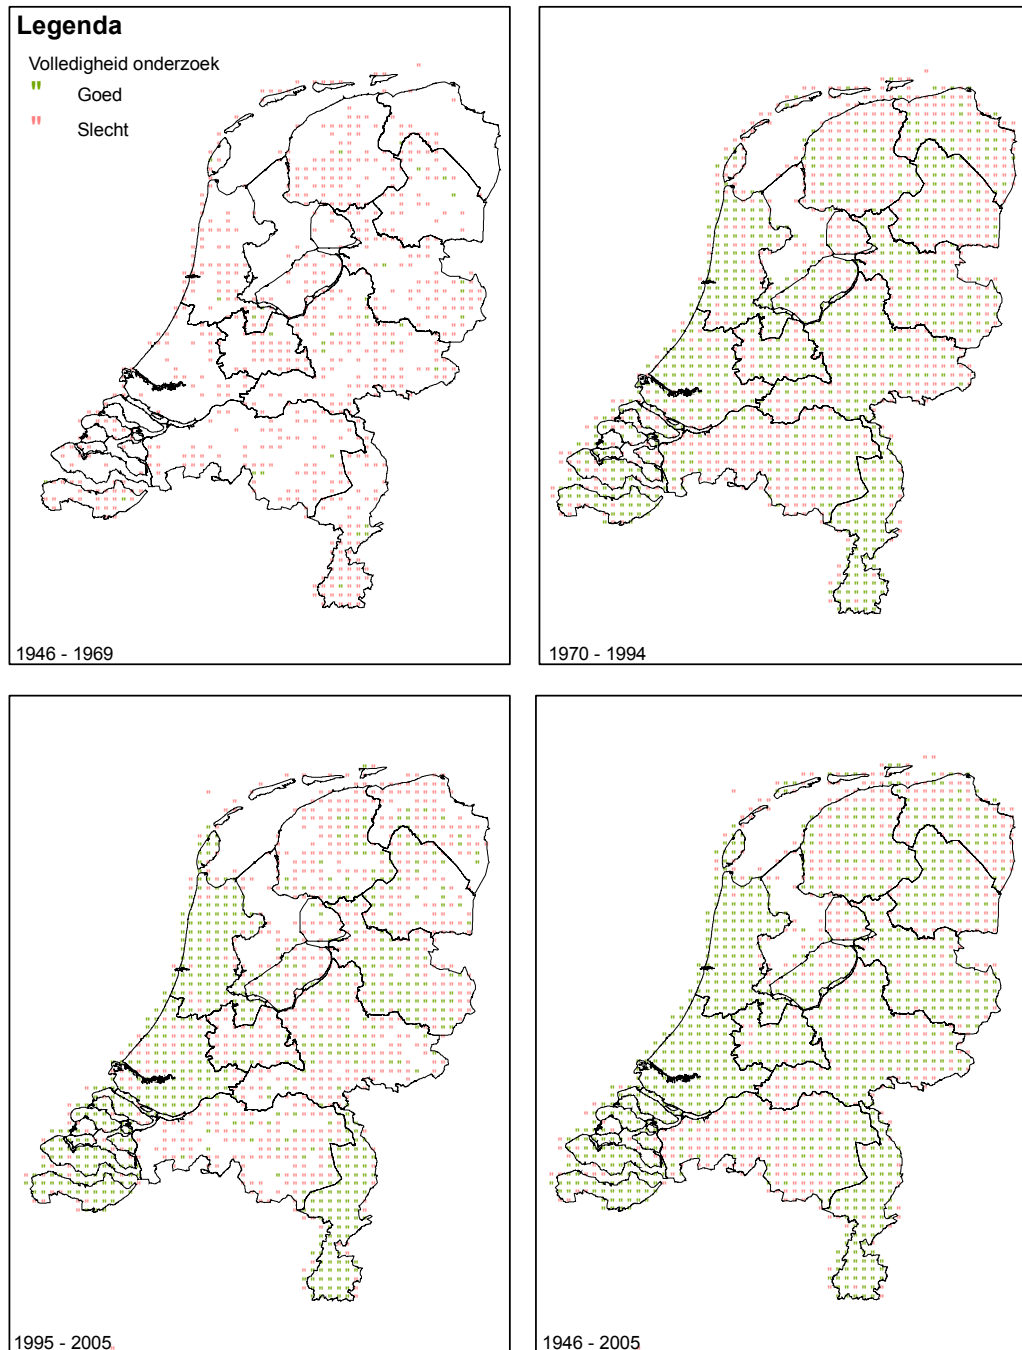 Legenda
Volledigheid onderzoek
" Goed
" Slecht
1946 - 1969
1970 - 1994
1995 - 2005
1946 - 2005